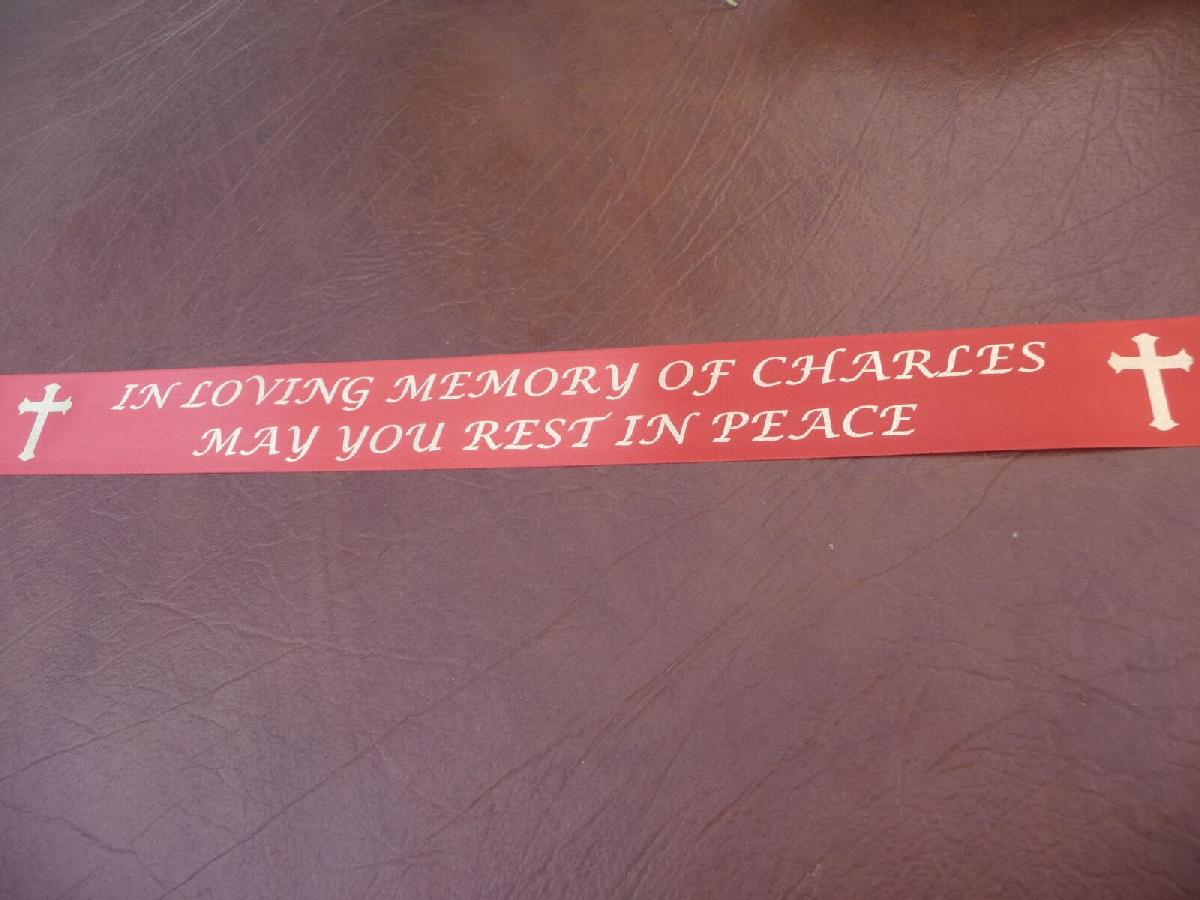 IN LOVING MEMORY OF CHARLES
MAY YOU REST IN PEACE